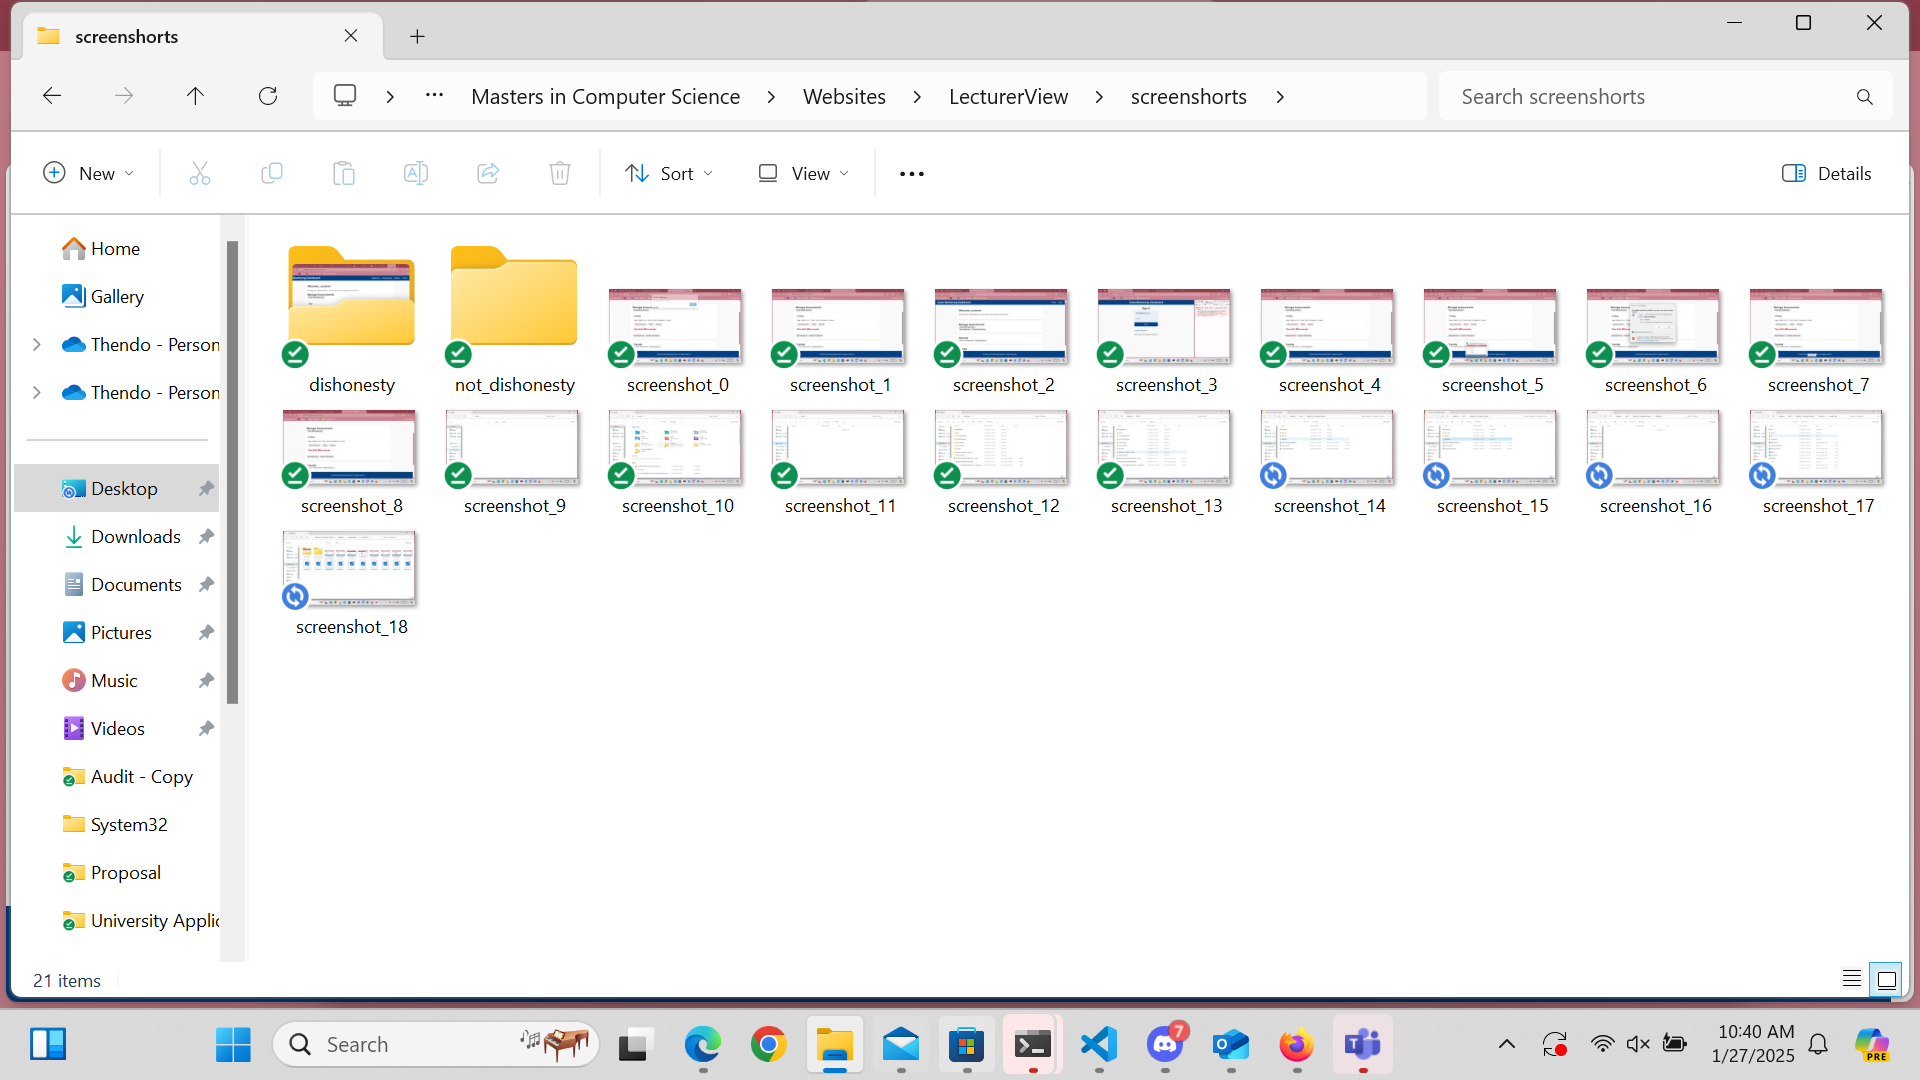 screenshorts
Masters in Computer Science
Websites
LecturerView
screenshorts
Search screenshorts
New
Sort
View
Details
Home
Gallery
Thendo - Person
Thendo - Person
Desktop
Downloads
Documents
Pictures
Music
Videos
Audit - Copy
System32
Proposal
University Applic
dishonesty
not_dishonesty
screenshot_0
screenshot_1
screenshot_2
screenshot_3
screenshot_4
screenshot_5
screenshot_6
screenshot_7
screenshot_8
screenshot_9
screenshot_10
screenshot_11
screenshot_12
screenshot_13
screenshot_14
screenshot_15
screenshot_16
screenshot_17
screenshot_18
21 items
Search
7
10:40 AM
1/27/2025
PRE